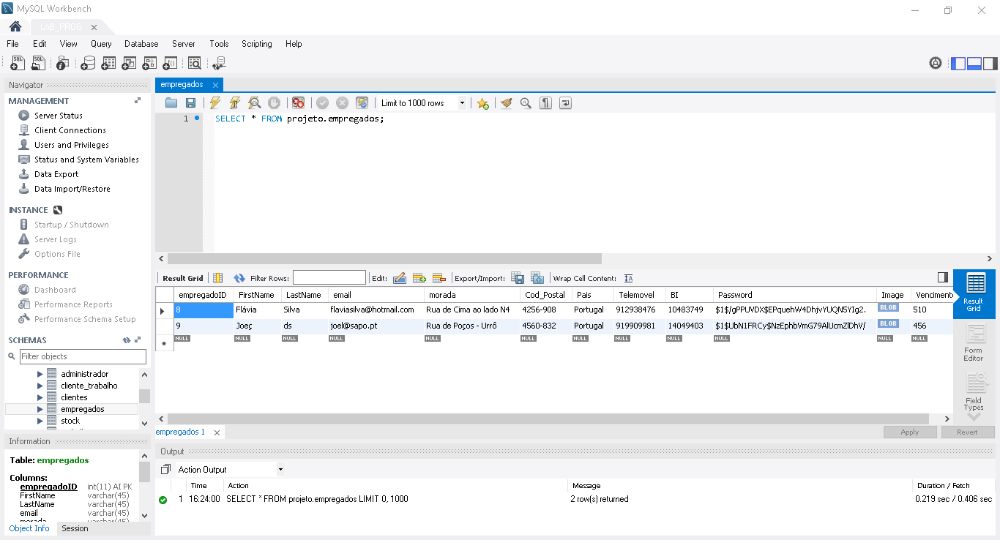 MySQL Workbench
LAB_PROG
File Edit View Query Database Server Tools Scripting Help
Navigator
MANAGEMENT
Server Status
Client Connections
Users and Privileges
Status and System Variables
Data Export
Data Import/Restore
INSTANCE
Startup / Shutdown
Server Logs
Options File
PERFORMANCE
Dashboard
Performance Reports
Performance Schema Setup
SCHEMAS
Filter objects
administrador
cliente_trabalho
clientes
empregados
stock
Information
Table: empregados
Columns:
empregadoID int(11) AI PK
FirstName varchar(45)
LastName varchar(45)
email varchar(45)
morada varchar(45)
Object Info Session
empregados
Limit to 1000 rows
1 SELECT * FROM projeto.empregados;
Result Grid Filter Rows: Edit: Export/Import: Wrap Cell Content:
empregadoID FirstName LastName email morada Cod_Postal Pais Telemovel BI Password Image Vencimento
8 Flávia Silva flaviasilva@hotmail.com Rua de Cima ao lado N4 4256-908 Portugal 912938476 10483749 $1$/gPPUVDX$EPquehW4DhjvYUQN5YIg2. BLOB 510
9 Joeç ds joel@sapo.pt Rua de Poços - Urrô 4560-832 Portugal 919909981 14049403 $1$UbN1FRCy$NzEphbVmG79AlUcmZlDhV/ BLOB 456
NULL NULL NULL NULL NULL NULL NULL NULL NULL NULL NULL NULL
Result
Grid
Form
Editor
Field
Types
empregados 1
Apply Revert
Output
Action Output
Time Action Message Duration / Fetch
1 16:24:00 SELECT * FROM projeto.empregados LIMIT 0, 1000 2 row(s) returned 0.219 sec / 0.406 sec